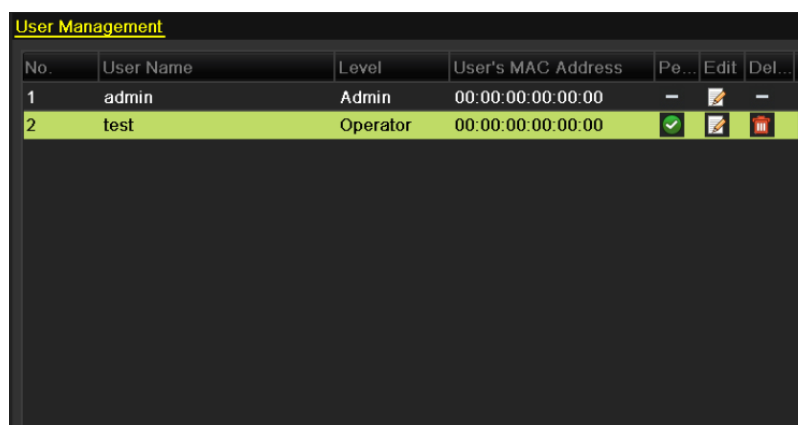 User Management
No. User Name Level User's MAC Address Pe... Edit Del...
1 admin Admin 00:00:00:00:00:00 – –
2 test Operator 00:00:00:00:00:00